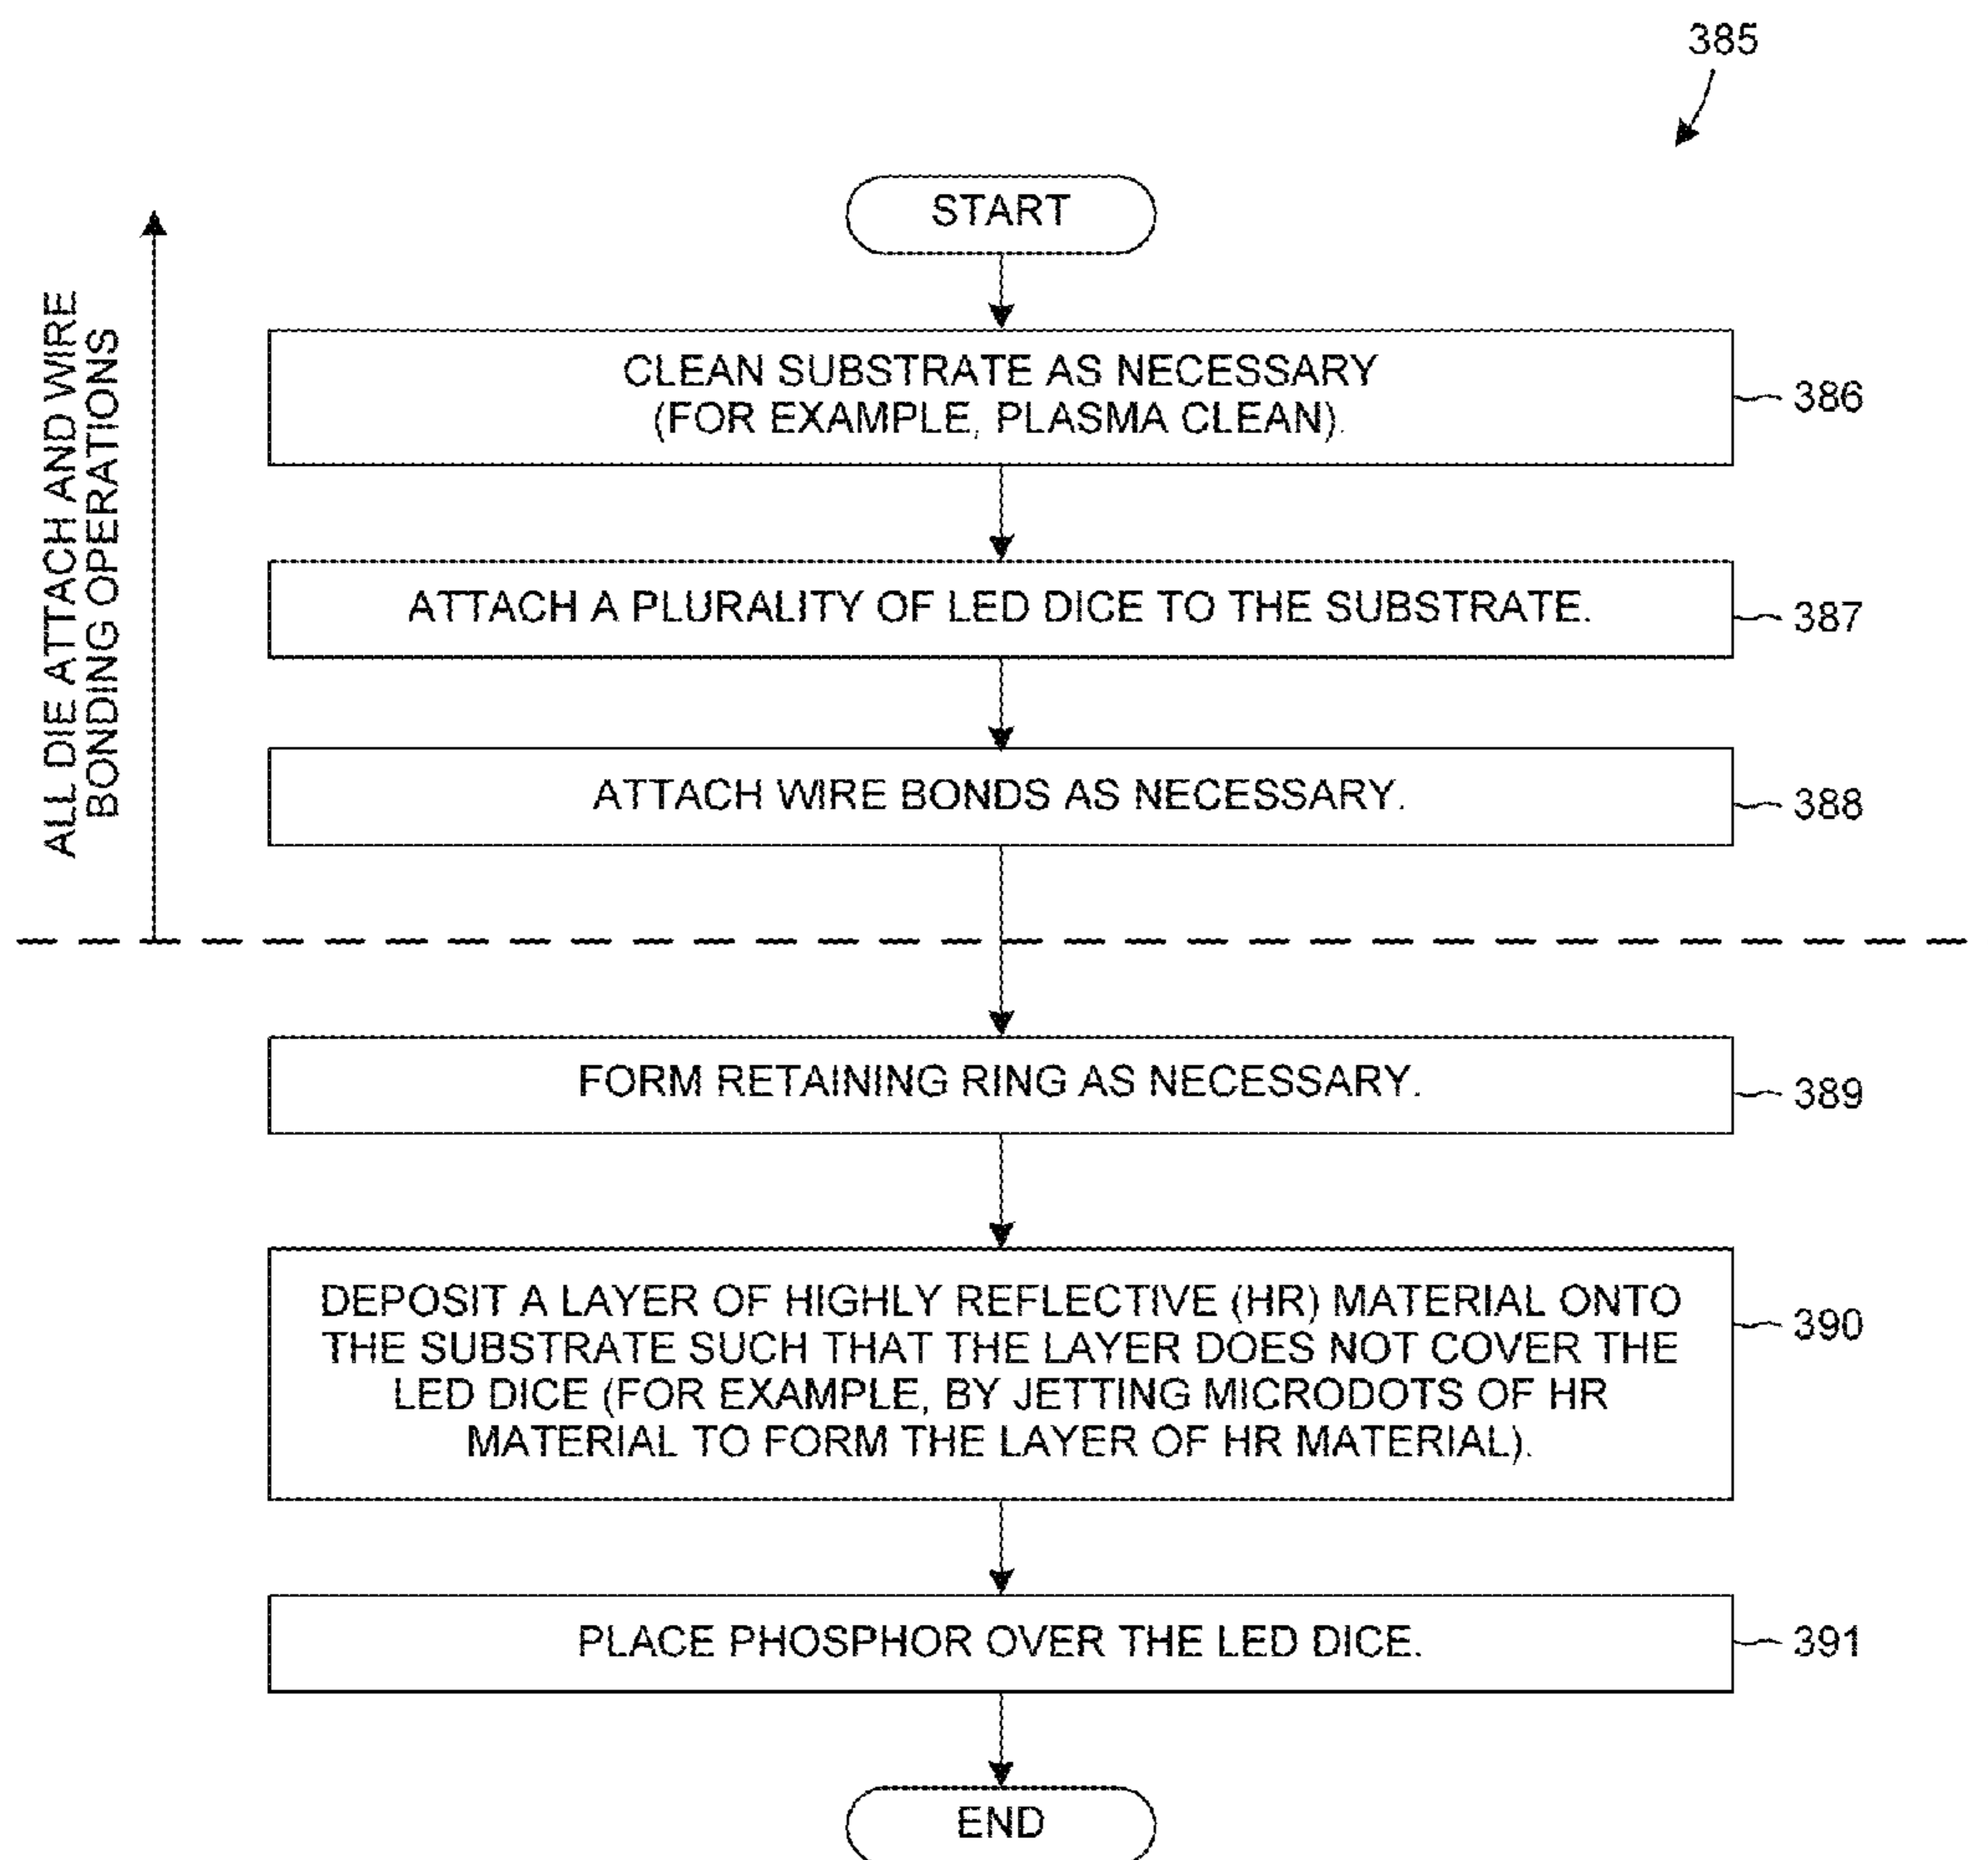 385
START
ALL DIE ATTACH AND WIRE
BONDING OPERATIONS
CLEAN SUBSTRATE AS NECESSARY
(FOR EXAMPLE, PLASMA CLEAN).
386
ATTACH A PLURALITY OF LED DICE TO THE SUBSTRATE.
387
ATTACH WIRE BONDS AS NECESSARY.
388
FORM RETAINING RING AS NECESSARY.
389
DEPOSIT A LAYER OF HIGHLY REFLECTIVE (HR) MATERIAL ONTO
THE SUBSTRATE SUCH THAT THE LAYER DOES NOT COVER THE
LED DICE (FOR EXAMPLE, BY JETTING MICRODOTS OF HR
MATERIAL TO FORM THE LAYER OF HR MATERIAL).
390
PLACE PHOSPHOR OVER THE LED DICE.
391
END